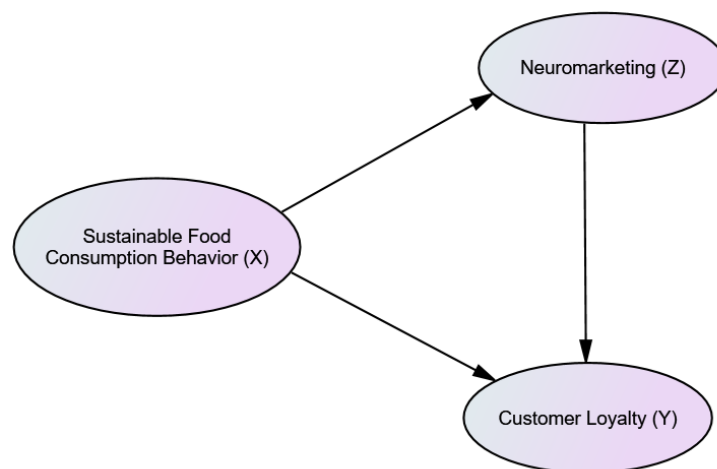 Neuromarketing (Z)
Sustainable Food
Consumption Behavior (X)
Customer Loyalty (Y)